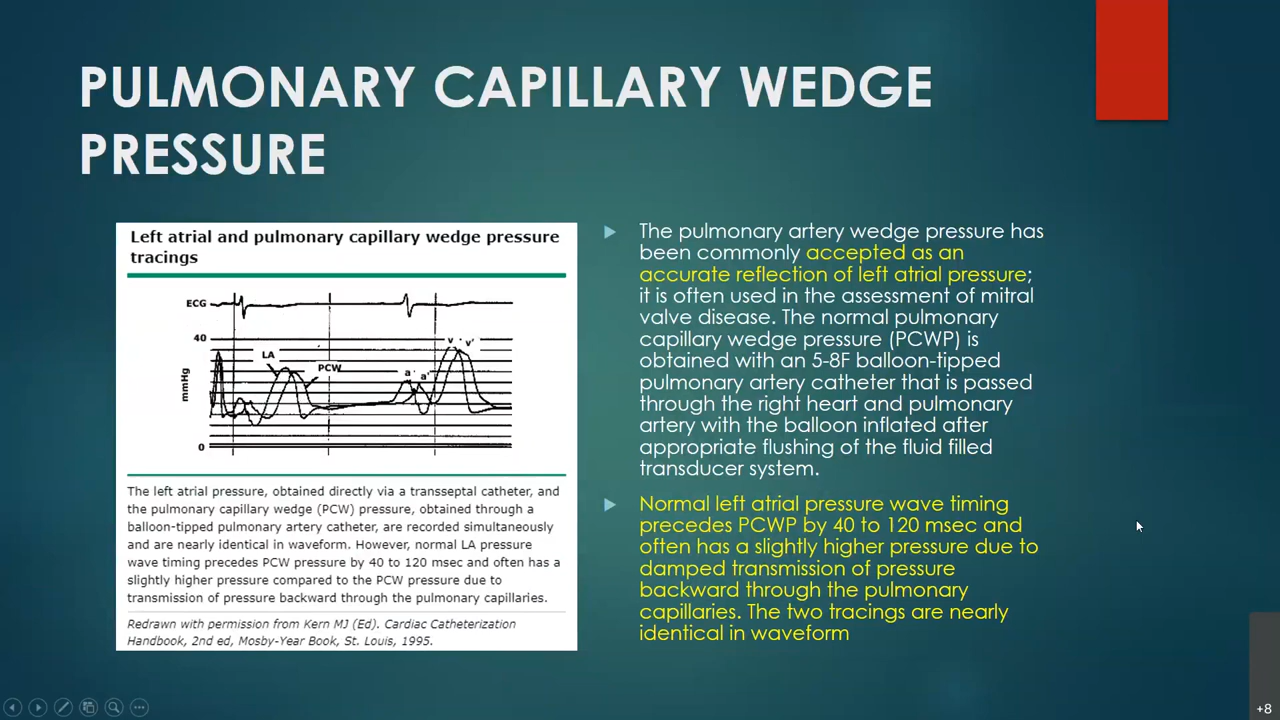 PULMONARY CAPILLARY WEDGE
PRESSURE
Left atrial and pulmonary capillary wedge pressure
tracings
ECG
40
LA
PCW
a
a'
v
v'
mmHg
0
The left atrial pressure, obtained directly via a transseptal catheter, and
the pulmonary capillary wedge (PCW) pressure, obtained through a
balloon-tipped pulmonary artery catheter, are recorded simultaneously
and are nearly identical in waveform. However, normal LA pressure
wave timing precedes PCW pressure by 40 to 120 msec and often has a
slightly higher pressure compared to the PCW pressure due to
transmission of pressure backward through the pulmonary capillaries.
Redrawn with permission from Kern MJ (Ed). Cardiac Catheterization
Handbook, 2nd ed, Mosby-Year Book, St. Louis, 1995.
The pulmonary artery wedge pressure has
been commonly accepted as an
accurate reflection of left atrial pressure;
it is often used in the assessment of mitral
valve disease. The normal pulmonary
capillary wedge pressure (PCWP) is
obtained with an 5-8F balloon-tipped
pulmonary artery catheter that is passed
through the right heart and pulmonary
artery with the balloon inflated after
appropriate flushing of the fluid filled
transducer system.
Normal left atrial pressure wave timing
precedes PCWP by 40 to 120 msec and
often has a slightly higher pressure due to
damped transmission of pressure
backward through the pulmonary
capillaries. The two tracings are nearly
identical in waveform
+8